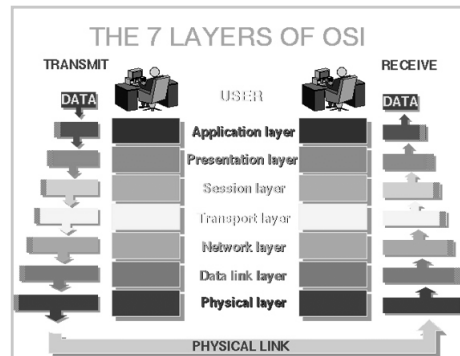 THE 7 LAYERS OF OSI
TRANSMIT
RECEIVE
DATA
USER
DATA
Application layer
Presentation layer
Session layer
Transport layer
Network layer
Data link layer
Physical layer
PHYSICAL LINK